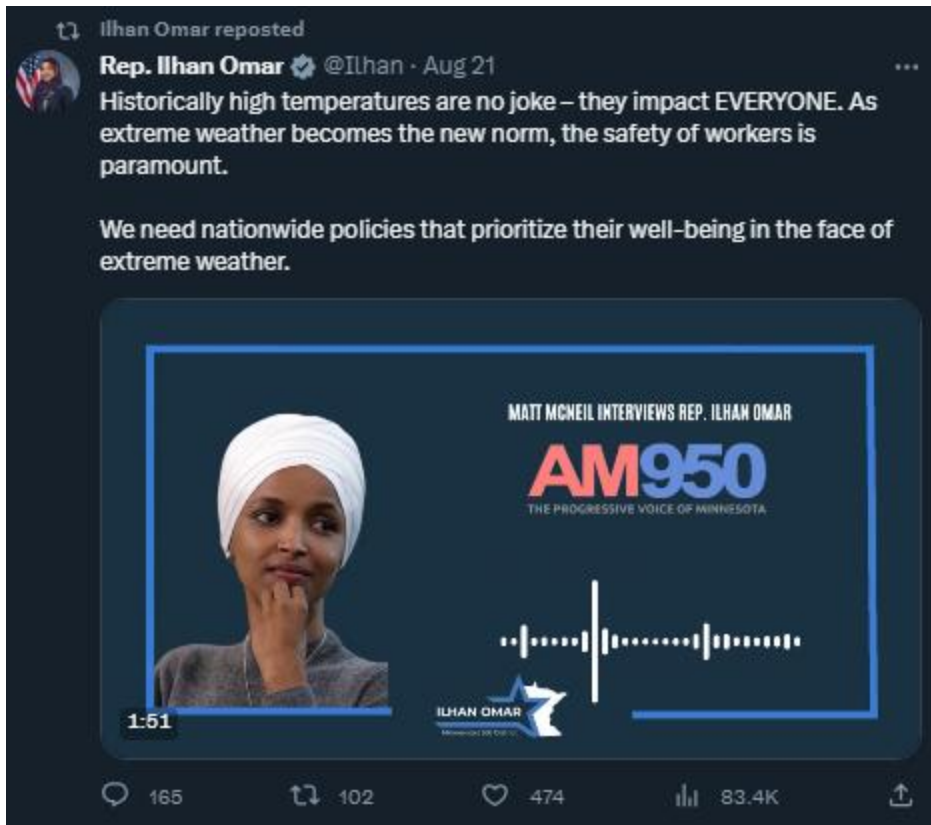 Ilhan Omar reposted
Rep. Ilhan Omar @Ilhan · Aug 21
Historically high temperatures are no joke – they impact EVERYONE. As
extreme weather becomes the new norm, the safety of workers is
paramount.
We need nationwide policies that prioritize their well-being in the face of
extreme weather.
MATT MCNEIL INTERVIEWS REP. ILHAN OMAR
AM950
THE PROGRESSIVE VOICE OF MINNESOTA
ILHAN OMAR
1:51
165 102 474 83.4K